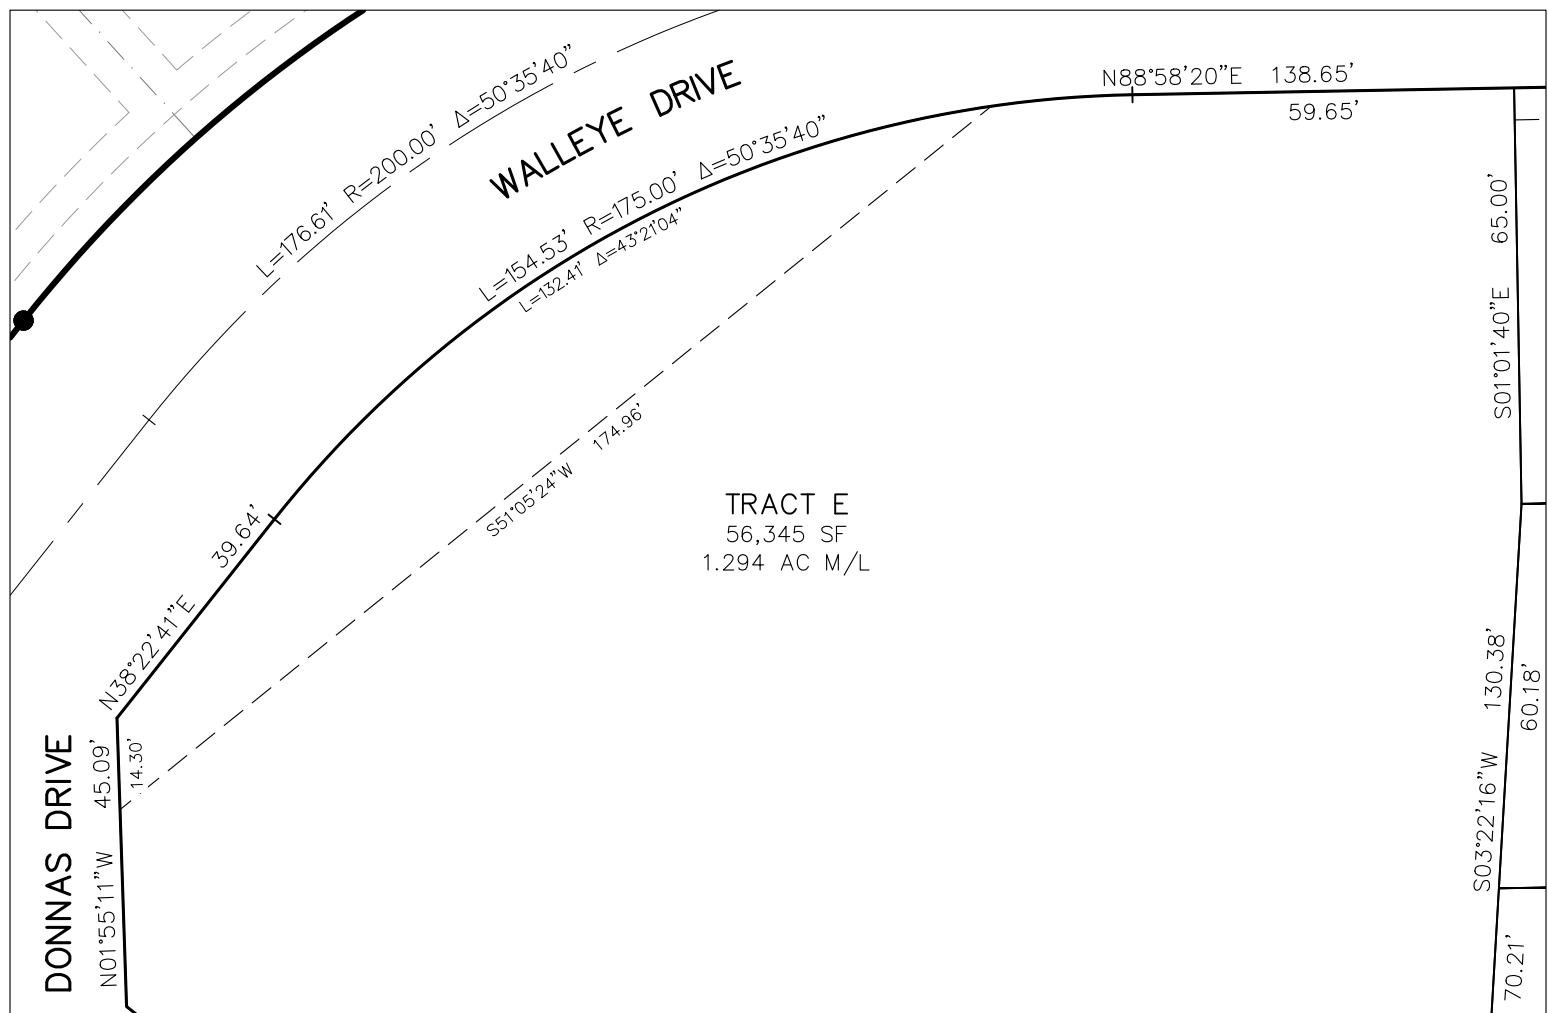 N88°58'20"E 138.65'
59.65'
L=176.61' R=200.00' Δ=50°35'40"
WALLEYE DRIVE
L=154.53' R=175.00' Δ=50°35'40"
L=132.41' Δ=43°21'04"
S01°01'40"E 65.00'
S51°05'24"W 174.96'
TRACT E
56,345 SF
1.294 AC M/L
N38°22'41"E 39.64'
DONNAS DRIVE
N01°55'11"W 45.09'
14.30'
S03°22'16"W 130.38'
60.18'
70.21'